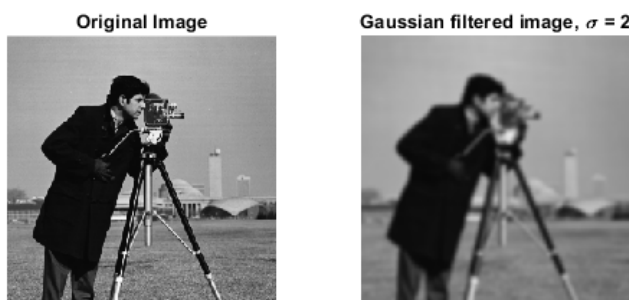 Original Image
Gaussian filtered image, σ = 2